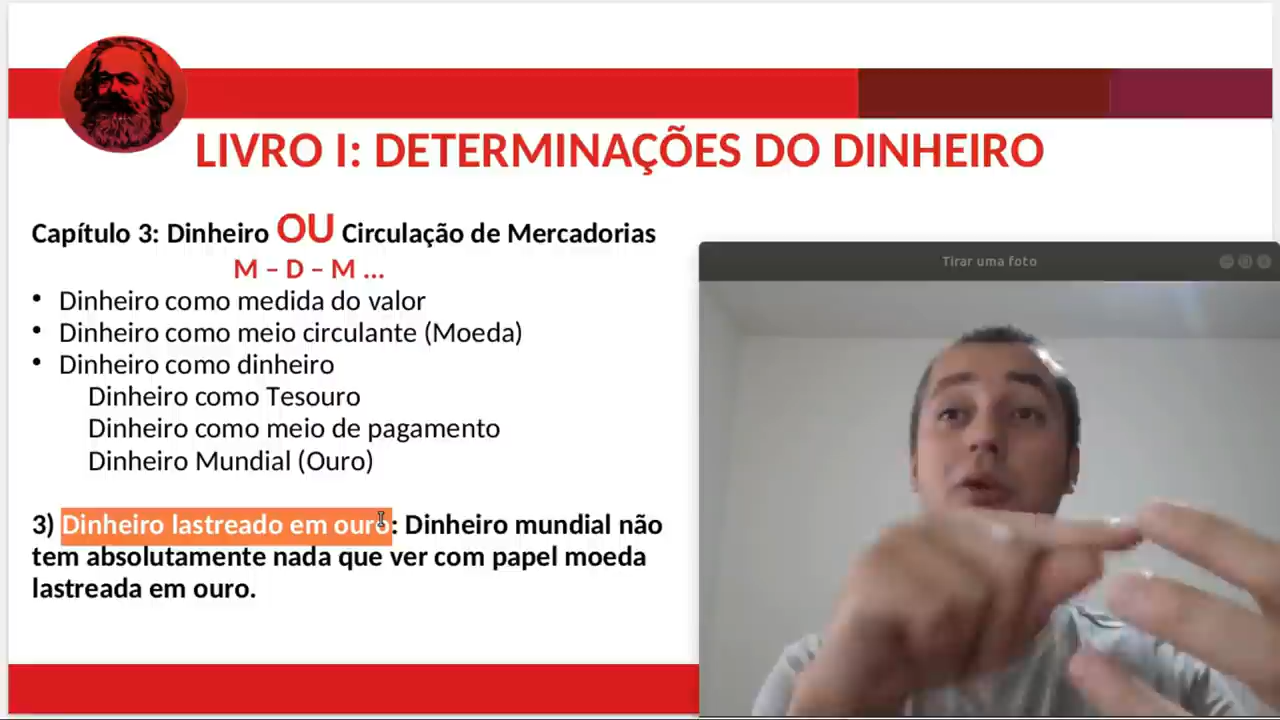 LIVRO I: DETERMINAÇÕES DO DINHEIRO
Capítulo 3: Dinheiro OU Circulação de Mercadorias
M – D – M ...
• Dinheiro como medida do valor
• Dinheiro como meio circulante (Moeda)
• Dinheiro como dinheiro
Dinheiro como Tesouro
Dinheiro como meio de pagamento
Dinheiro Mundial (Ouro)
3) Dinheiro lastreado em ouro: Dinheiro mundial não
tem absolutamente nada que ver com papel moeda
lastreada em ouro.
Tirar uma foto